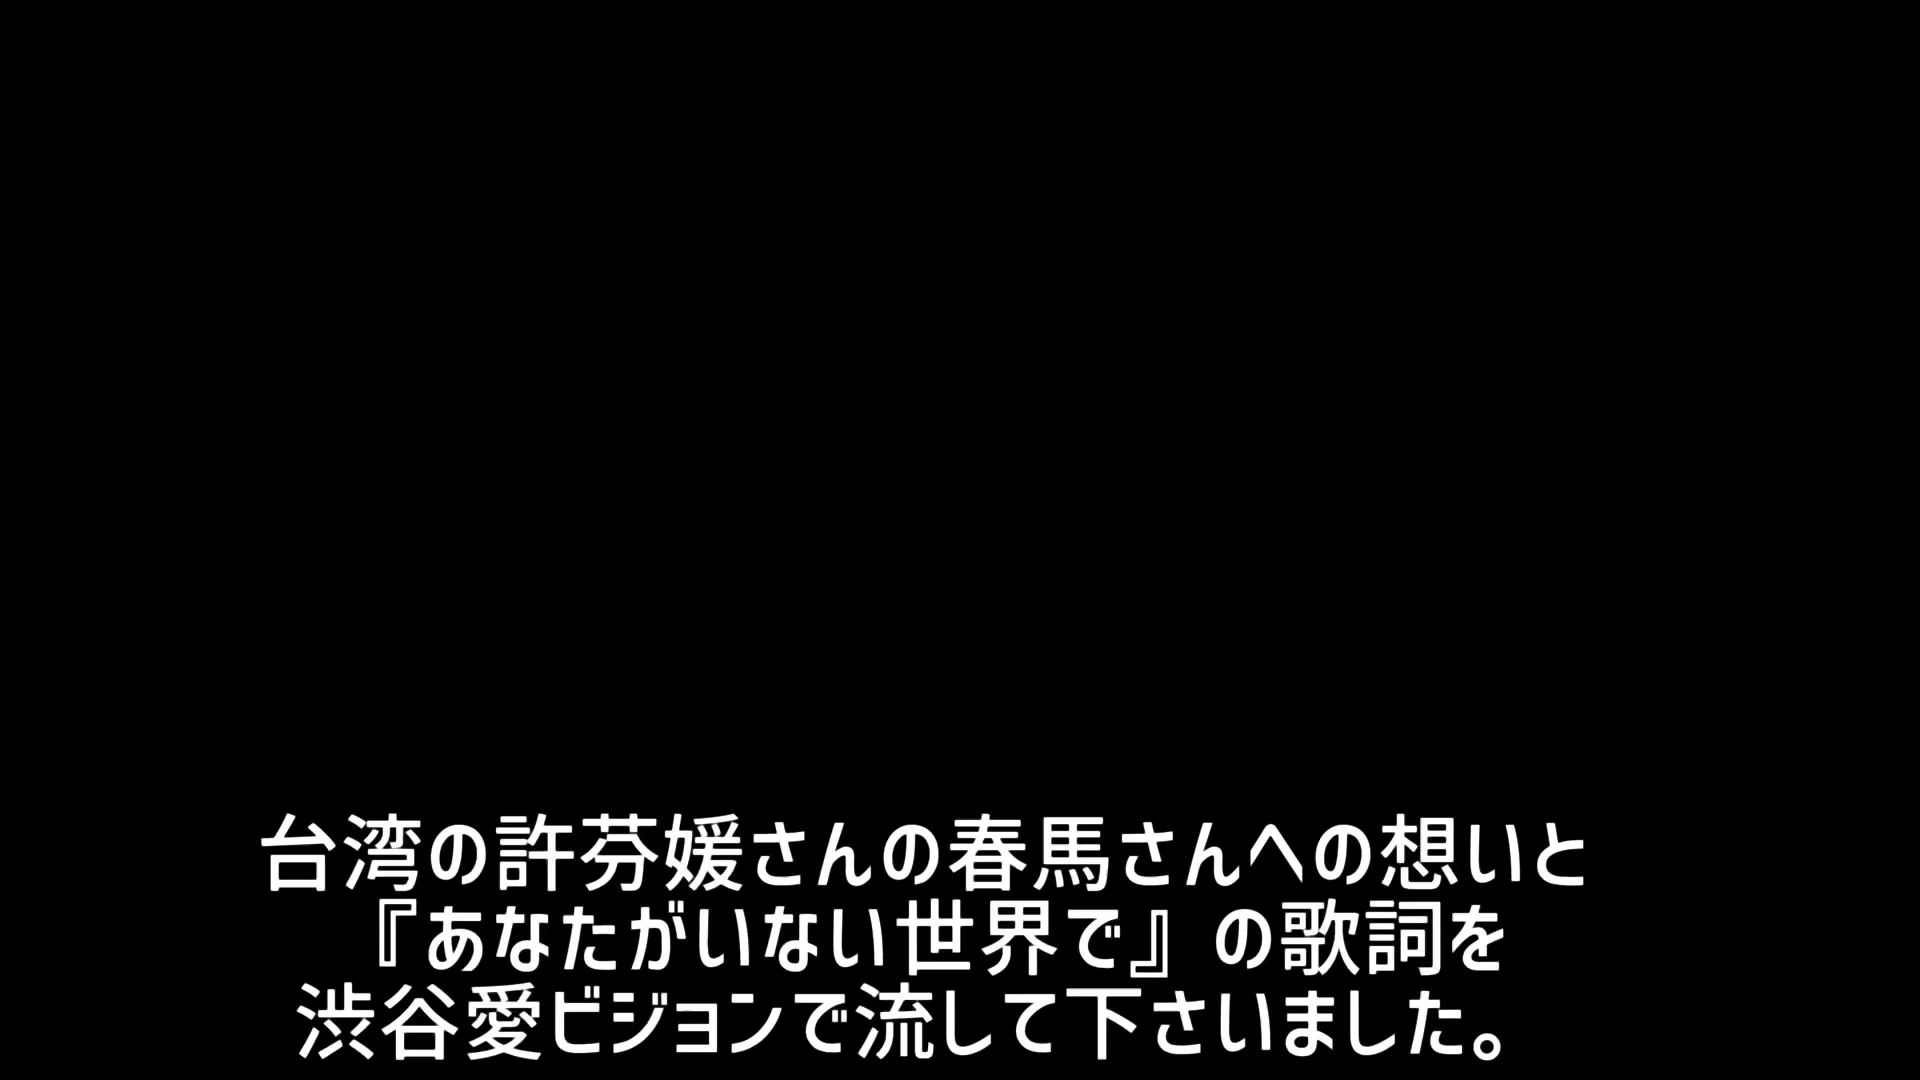 台湾の許芬媛さんの春馬さんへの想いと
『あなたがいない世界で』の歌詞を
渋谷愛ビジョンで流して下さいました。